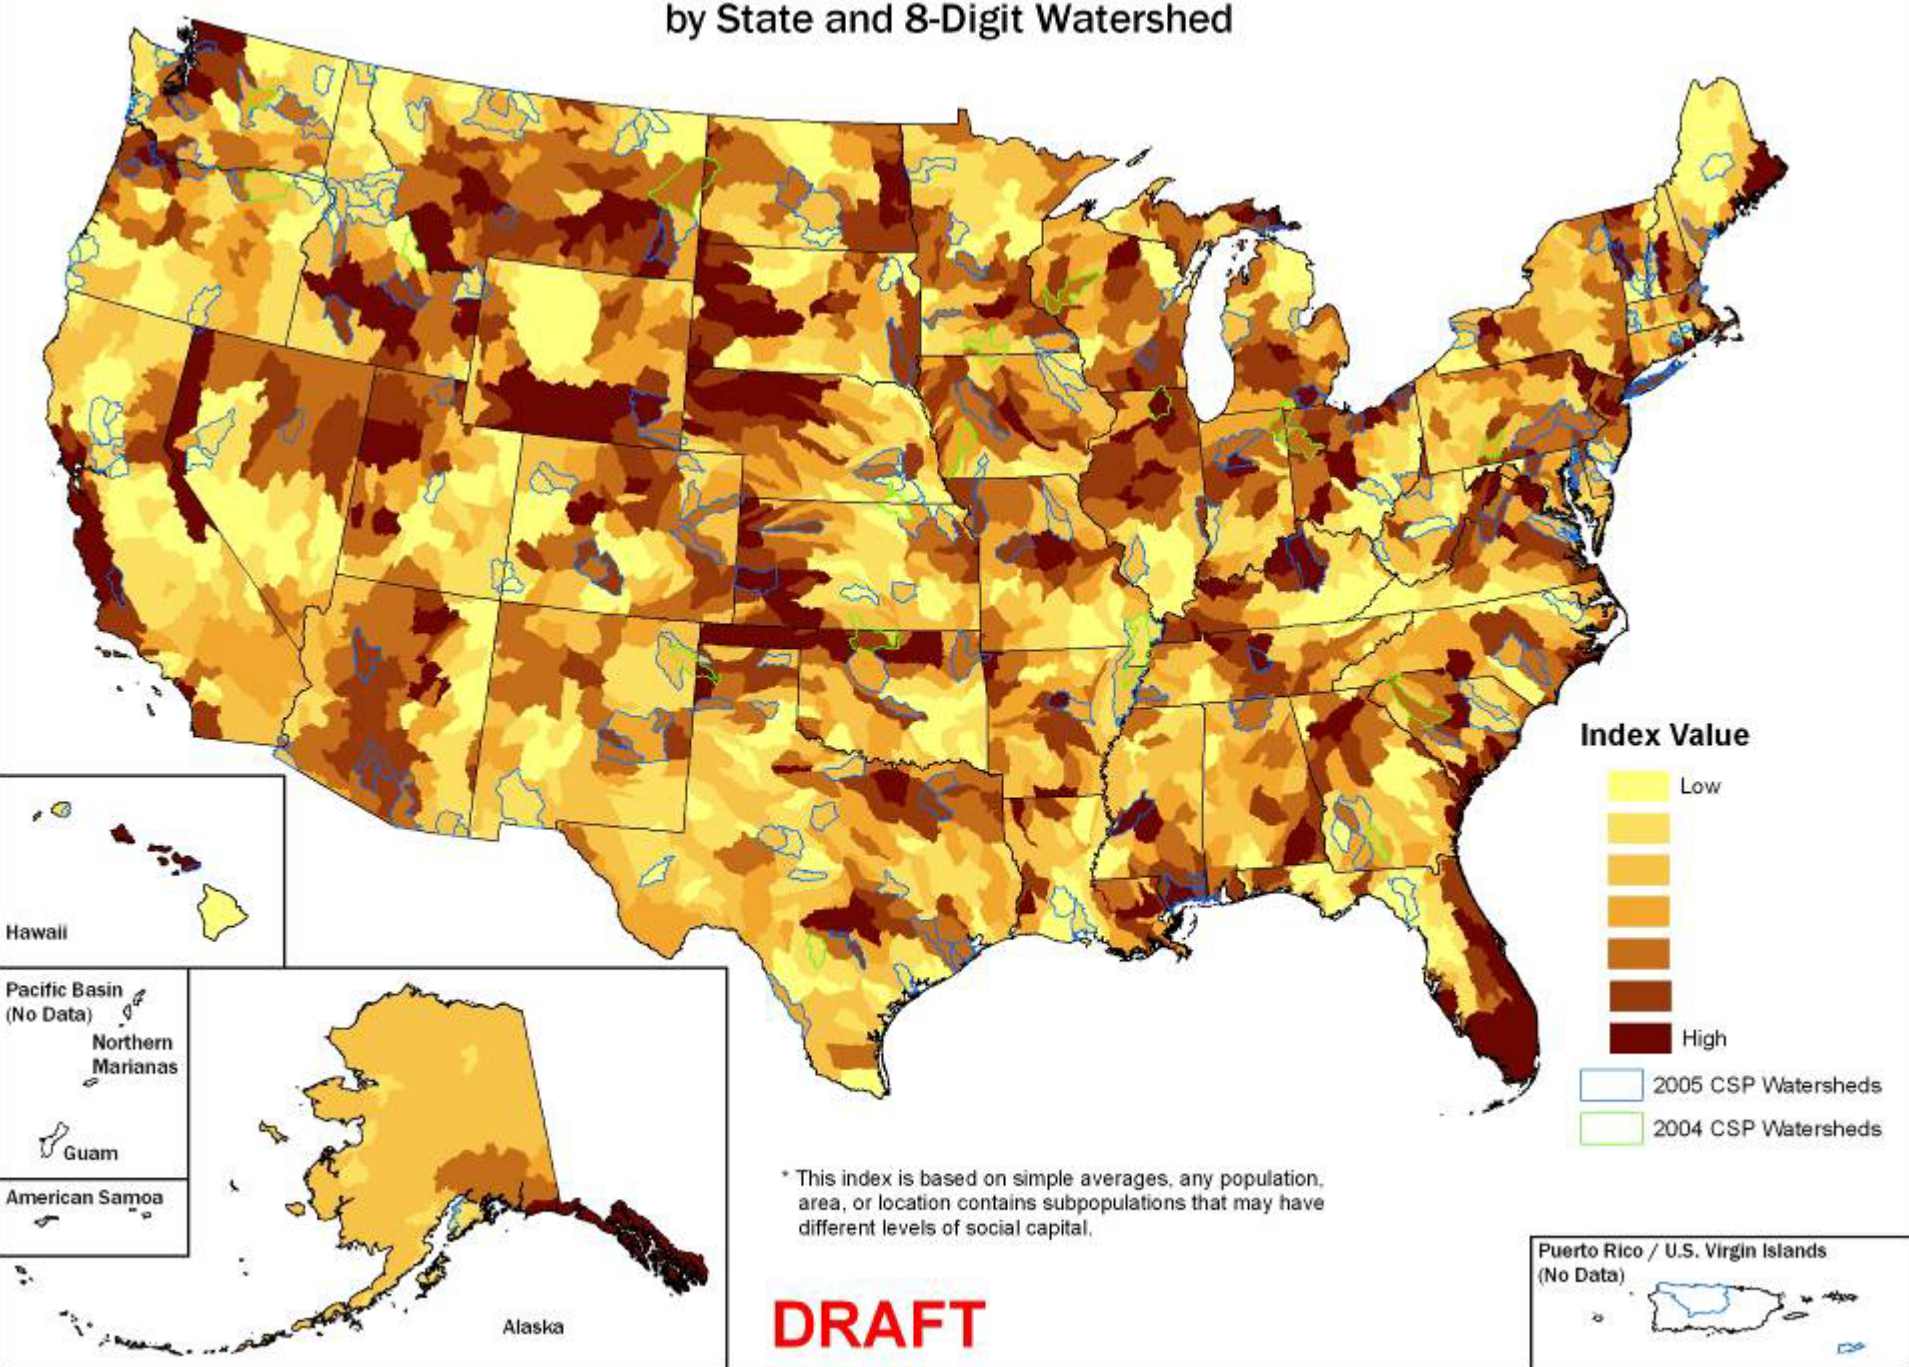 by State and 8-Digit Watershed
Index Value
Low
High
2005 CSP Watersheds
2004 CSP Watersheds
Hawaii
Pacific Basin
(No Data)
Northern
Marianas
Guam
American Samoa
Alaska
* This index is based on simple averages, any population,
area, or location contains subpopulations that may have
different levels of social capital.
DRAFT
Puerto Rico / U.S. Virgin Islands
(No Data)